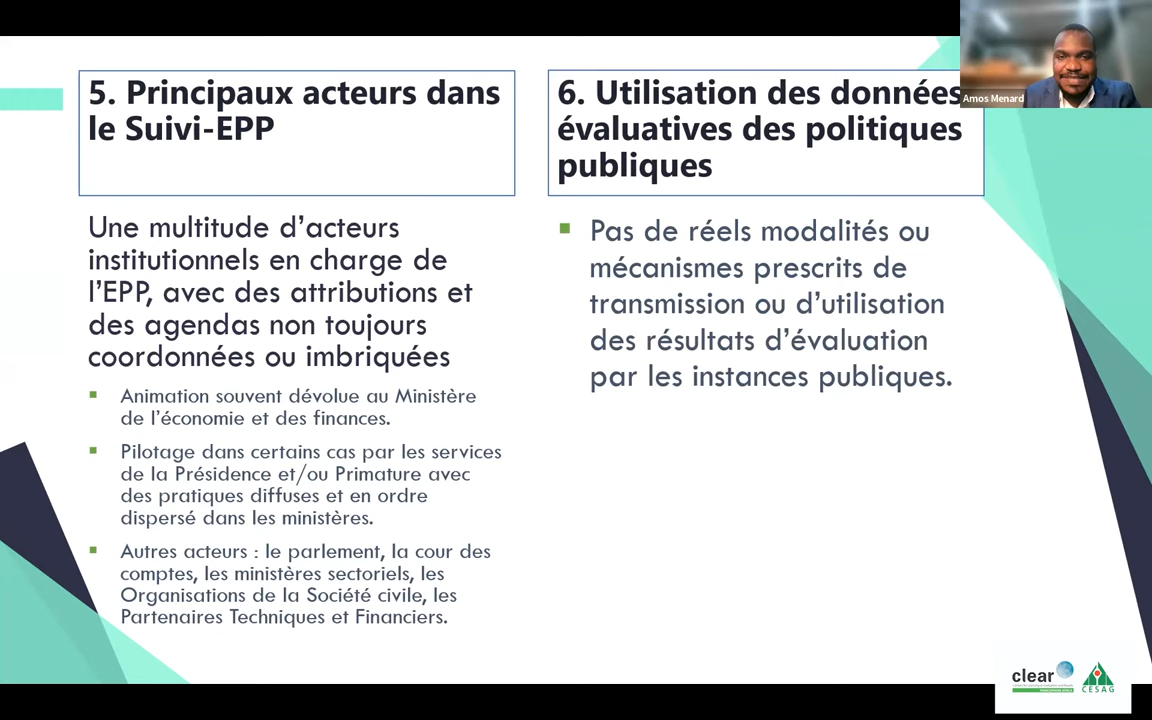 5. Principaux acteurs dans
le Suivi-EPP
Une multitude d’acteurs
institutionnels en charge de
l’EPP, avec des attributions et
des agendas non toujours
coordonnées ou imbriquées
Animation souvent dévolue au Ministère
de l’économie et des finances.
Pilotage dans certains cas par les services
de la Présidence et/ou Primature avec
des pratiques diffuses et en ordre
dispersé dans les ministères.
Autres acteurs : le parlement, la cour des
comptes, les ministères sectoriels, les
Organisations de la Société civile, les
Partenaires Techniques et Financiers.
6. Utilisation des données
évaluatives des politiques
publiques
Pas de réels modalités ou
mécanismes prescrits de
transmission ou d’utilisation
des résultats d’évaluation
par les instances publiques.
Amos Menard
clear
CESAG